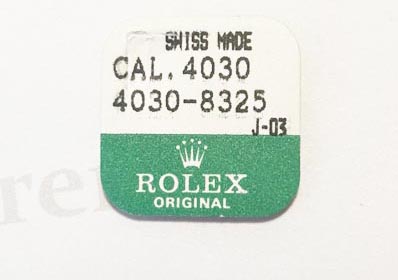 SWISS MADE
CAL. 4030
4030-8325
J-03
ROLEX
ORIGINAL